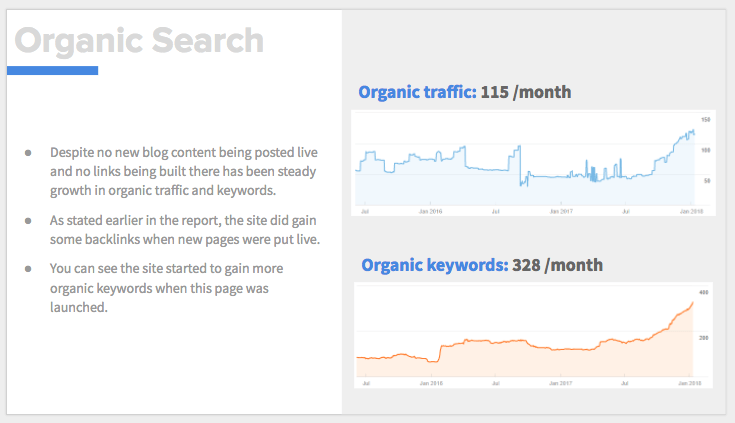 Organic Search
● Despite no new blog content being posted live
and no links being built there has been steady
growth in organic traffic and keywords.
● As stated earlier in the report, the site did gain
some backlinks when new pages were put live.
● You can see the site started to gain more
organic keywords when this page was
launched.
Organic traffic: 115 /month
150
100
50
Jul Jan 2016 Jul Jan 2017 Jul Jan 2018
Organic keywords: 328 /month
400
200
Jul Jan 2016 Jul Jan 2017 Jul Jan 2018